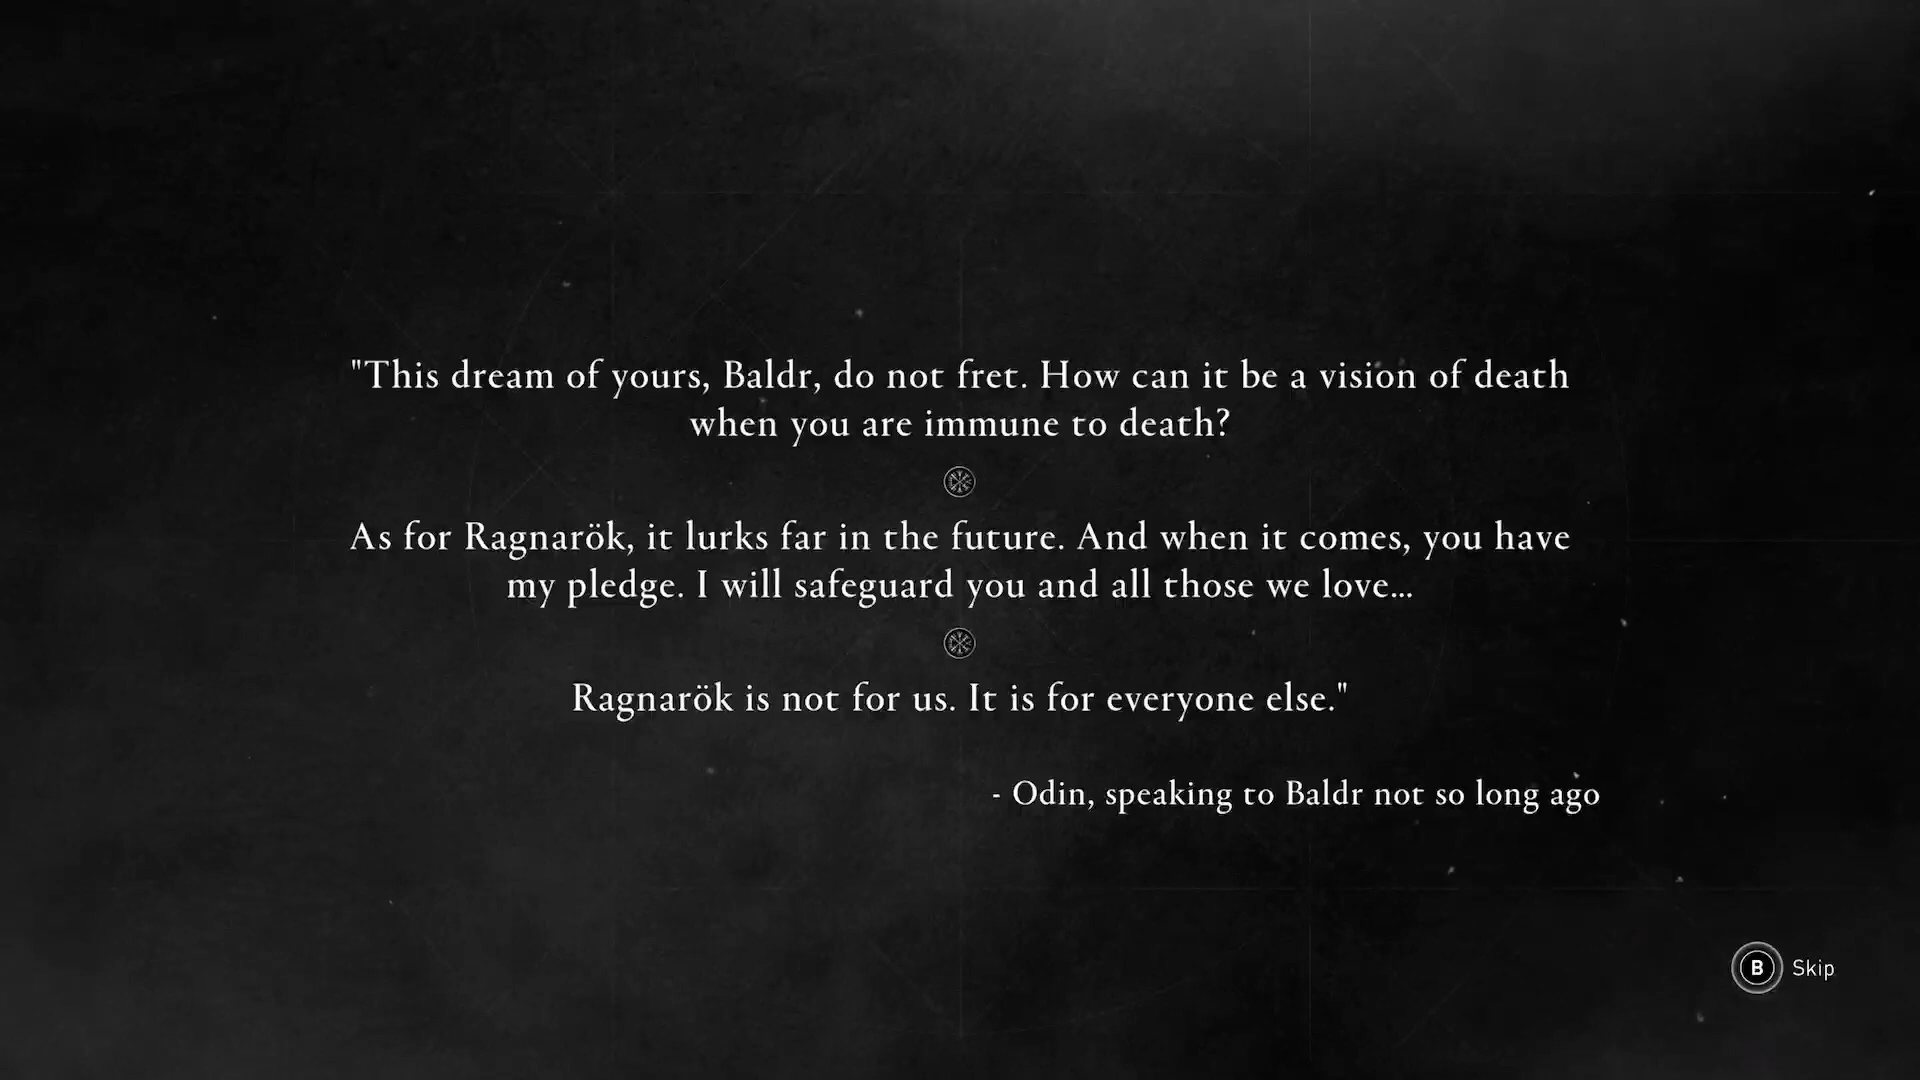 "This dream of yours, Baldr, do not fret. How can it be a vision of death
when you are immune to death?
As for Ragnarök, it lurks far in the future. And when it comes, you have
my pledge. I will safeguard you and all those we love...
Ragnarök is not for us. It is for everyone else."
- Odin, speaking to Baldr not so long ago
B Skip